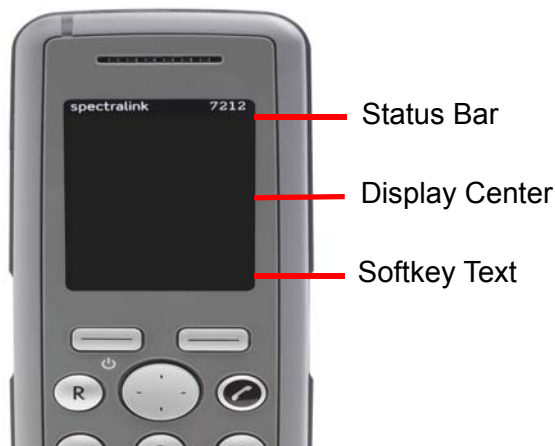 spectralink 7212
Status Bar
Display Center
Softkey Text
R